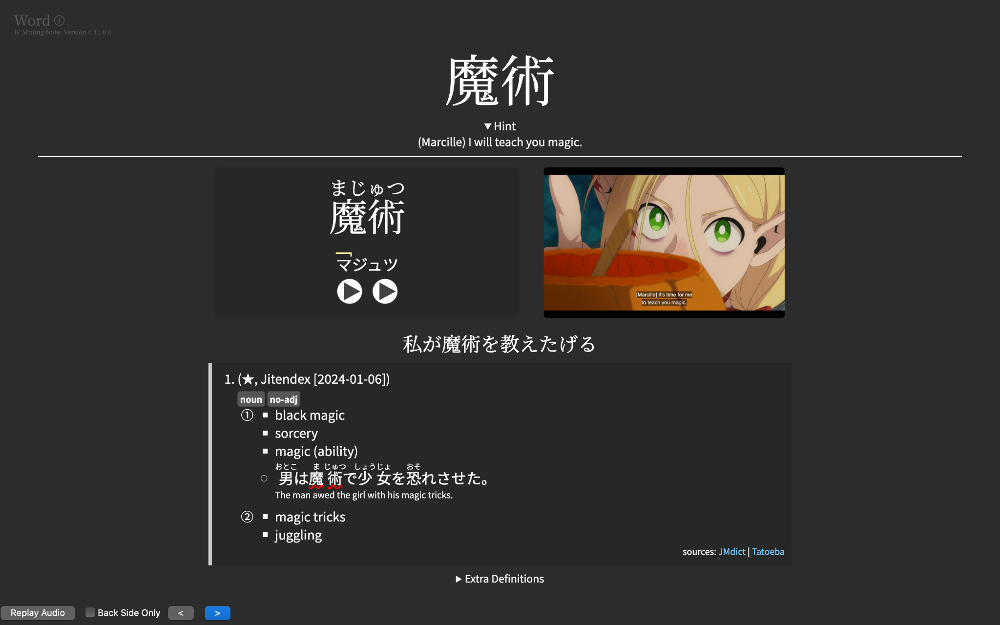 Word ⓘ
JP Mining Note: Version 0.11.0.6
魔術
▼ Hint
(Marcille) I will teach you magic.
まじゅつ
魔術
マジュツ
[Marcille] It's time for me
to teach you magic.
私が魔術を教えたげる
1. (★, Jitendex [2024-01-06])
noun no-adj
① ▪ black magic
▪ sorcery
▪ magic (ability)
おとこ ま じゅつ しょうじょ おそ
○ 男は魔術で少女を恐れさせた。
The man awed the girl with his magic tricks.
② ▪ magic tricks
▪ juggling
sources: JMdict | Tatoeba
▶ Extra Definitions
Replay Audio Back Side Only < >